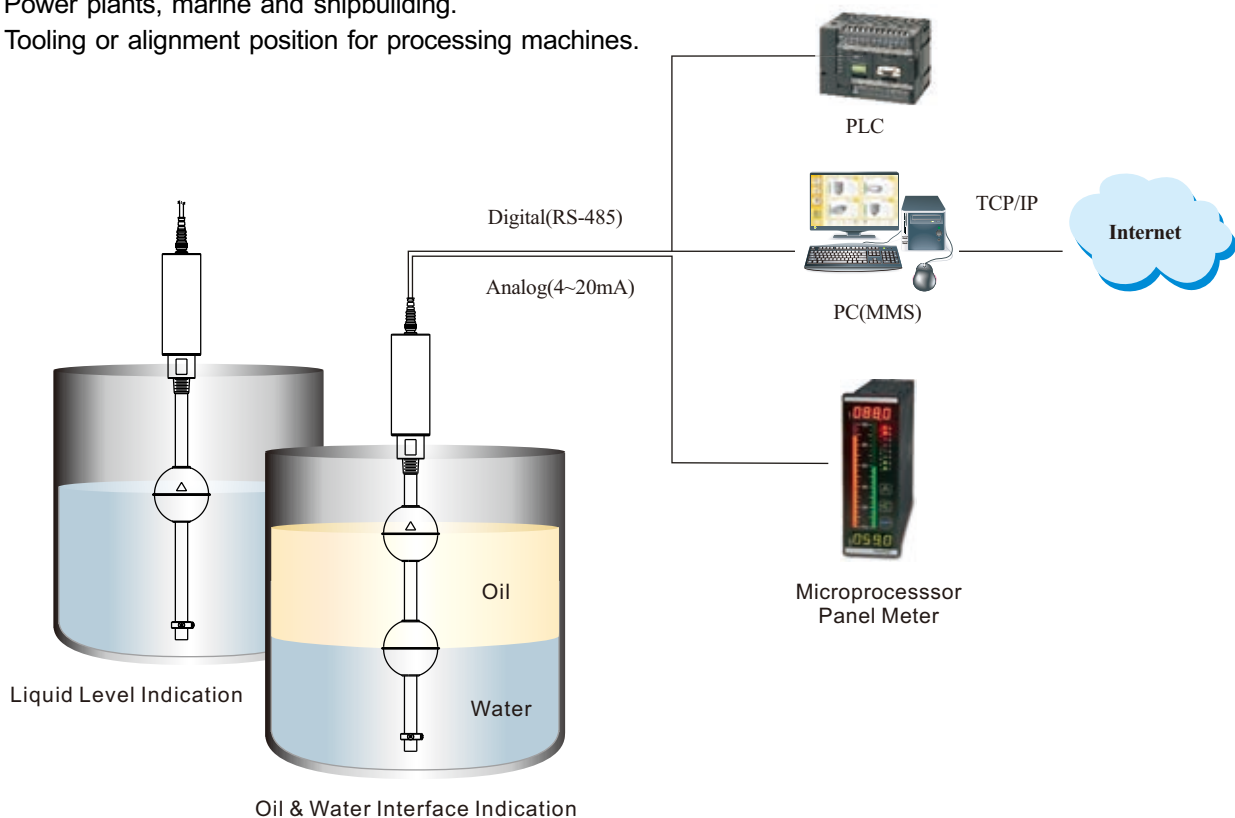 Power plants, marine and shipbuilding.
Tooling or alignment position for processing machines.
PLC
Digital(RS-485)
TCP/IP
Internet
Analog(4~20mA)
PC(MMS)
Oil
Microprocesssor
Panel Meter
Liquid Level Indication
Water
Oil & Water Interface Indication